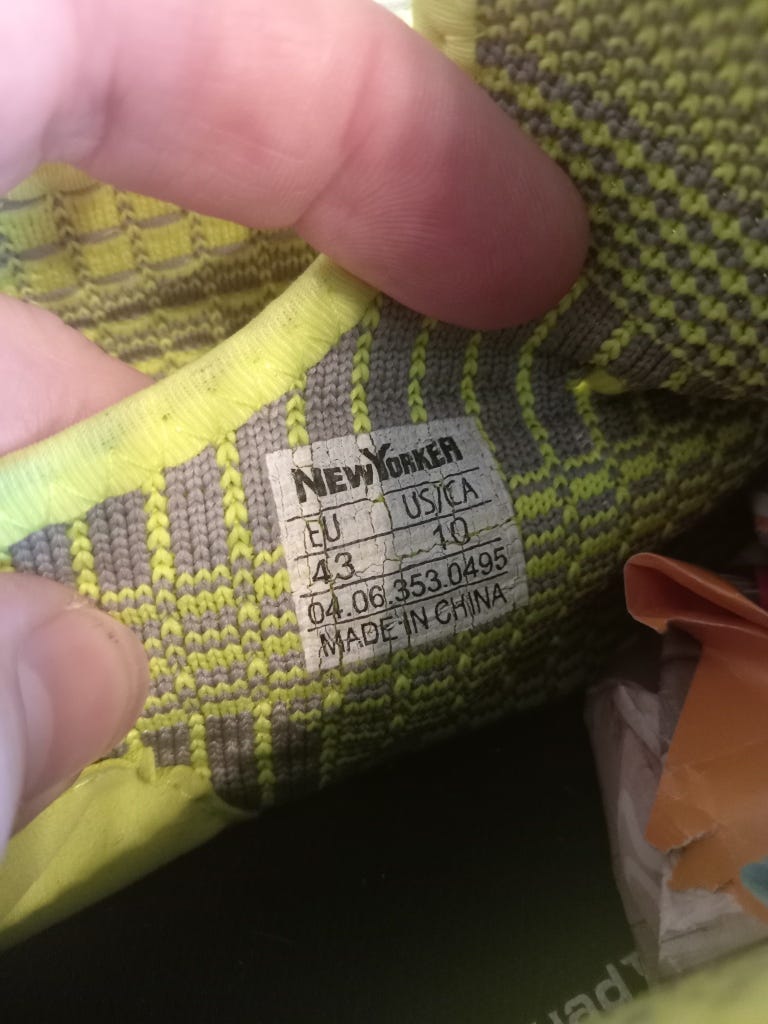 NEWYORKER
EU US/CA
43 10
04.06.353.0495
MADE IN CHINA